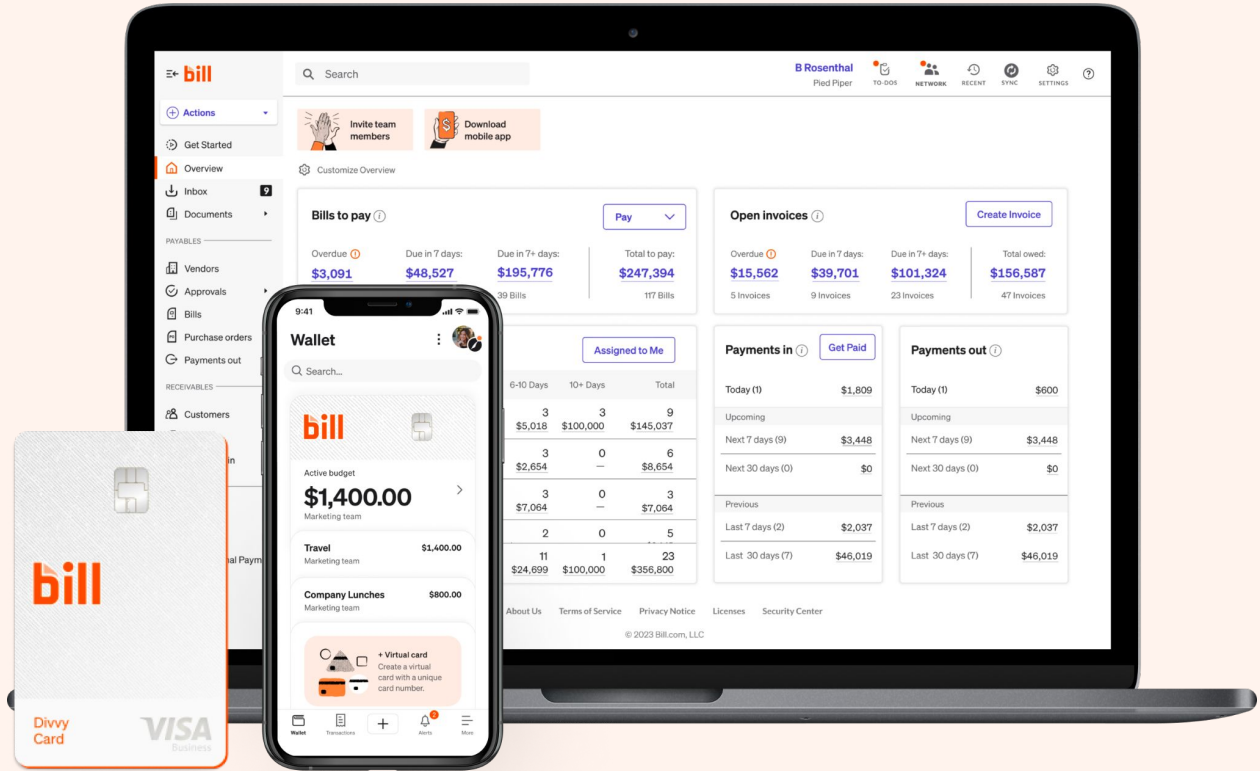 bill
Search
B Rosenthal
Pied Piper
TO-DOS
NETWORK
RECENT
SYNC
SETTINGS
?
Actions
Get Started
Overview
Inbox 9
Documents
PAYABLES
Vendors
Approvals
Bills
Purchase orders
Payments out
RECEIVABLES
Customers
in
al Paym
Invite team
members
Download
mobile app
Customize Overview
Bills to pay
Pay
Overdue
Due in 7 days:
Due in 7+ days:
Total to pay:
$3,091
$48,527
$195,776
$247,394
39 Bills
117 Bills
Open invoices
Create Invoice
Overdue
Due in 7 days:
Due in 7+ days:
Total owed:
$15,562
$39,701
$101,324
$156,587
5 Invoices
9 Invoices
23 Invoices
47 Invoices
Assigned to Me
6-10 Days 10+ Days Total
3 3 9
$5,018 $100,000 $145,037
3 0 6
$2,654 — $8,654
3 0 3
$7,064 — $7,064
2 0 5
11 1 23
$24,699 $100,000 $356,800
Payments in
Get Paid
Today (1) $1,809
Upcoming
Next 7 days (9) $3,448
Next 30 days (0) $0
Previous
Last 7 days (2) $2,037
Last 30 days (7) $46,019
Payments out
Today (1) $600
Upcoming
Next 7 days (9) $3,448
Next 30 days (0) $0
Previous
Last 7 days (2) $2,037
Last 30 days (7) $46,019
About Us Terms of Service Privacy Notice Licenses Security Center
© 2023 Bill.com, LLC
9:41
Wallet
Search...
bill
Active budget
$1,400.00
Marketing team
Travel $1,400.00
Marketing team
Company Lunches $800.00
Marketing team
+ Virtual card
Create a virtual
card with a unique
card number.
Wallet
Transactions
+
2
Alerts
More
bill
Divvy
Card
VISA
Business